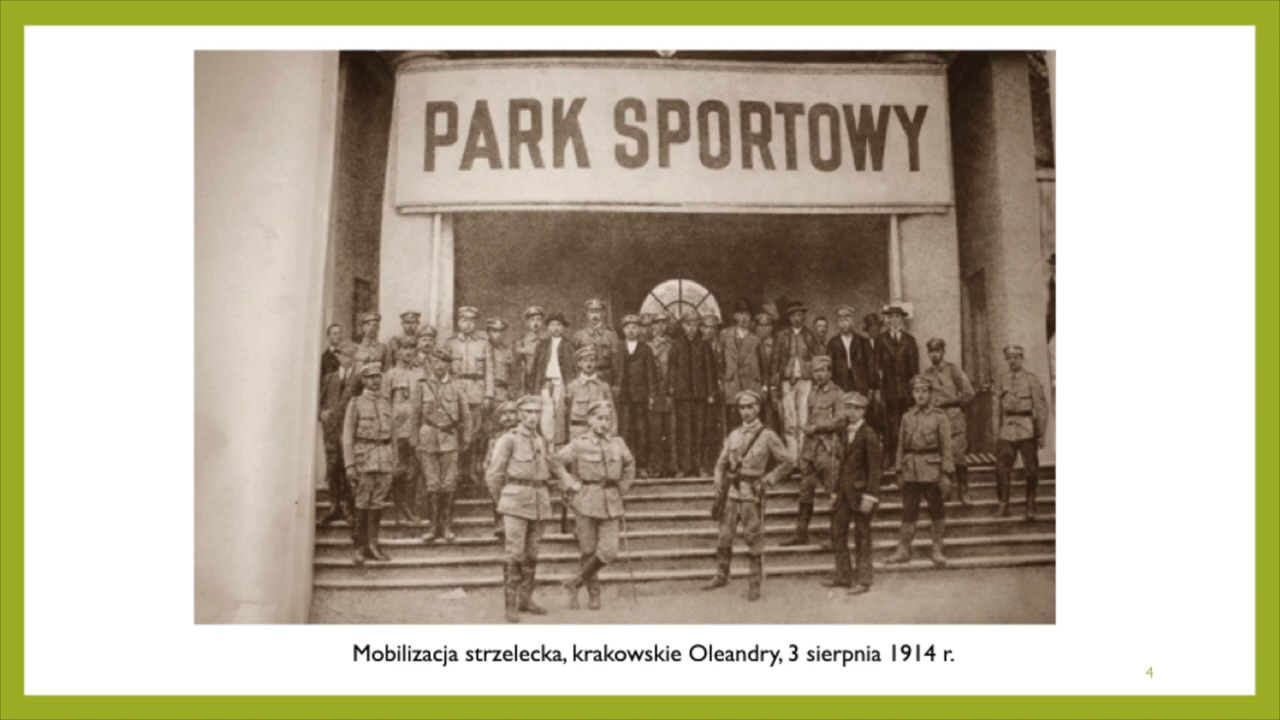 PARK SPORTOWY
Mobilizacja strzelecka, krakowskie Oleandry, 3 sierpnia 1914 r.
4